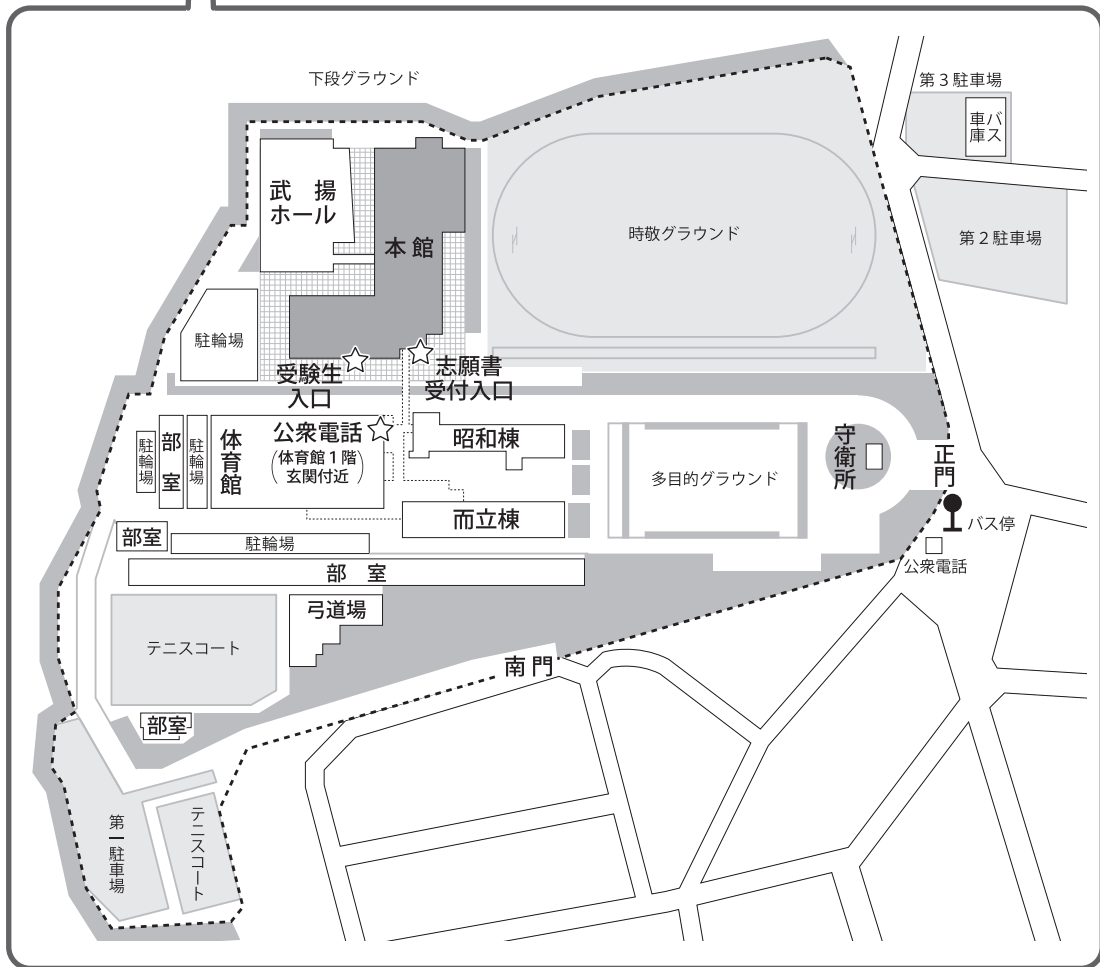 下段グラウンド
第３駐車場
バス
車庫
武　揚
ホール
本館
時敬グラウンド
第２駐車場
駐輪場
受験生
入口
志願書
受付入口
駐輪場
部　室
駐輪場
体育館
公衆電話
（体育館１階
玄関付近）
昭和棟
多目的グラウンド
守衛所
正門
而立棟
バス停
公衆電話
部室
駐輪場
部　室
テニスコート
弓道場
南門
部室
第一駐車場
テニスコート